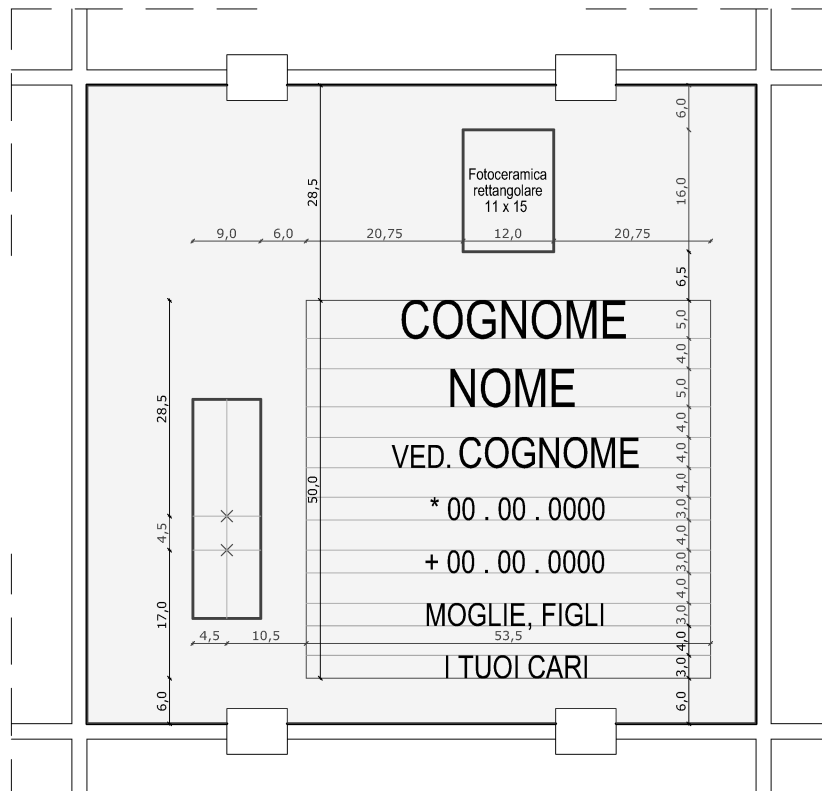 6,0
28,5
Fotoceramica
rettangolare
11 x 15
16,0
9,0 6,0 20,75 12,0 20,75
6,5
COGNOME
5,0
4,0
NOME
5,0
28,5
4,0
VED. COGNOME
4,0
4,0
50,0
* 00 . 00 . 0000
3,0
4,5
4,0
+ 00 . 00 . 0000
3,0
4,0
17,0
MOGLIE, FIGLI
3,0
4,5 10,5 53,5
4,0
I TUOI CARI
3,0
6,0
6,0